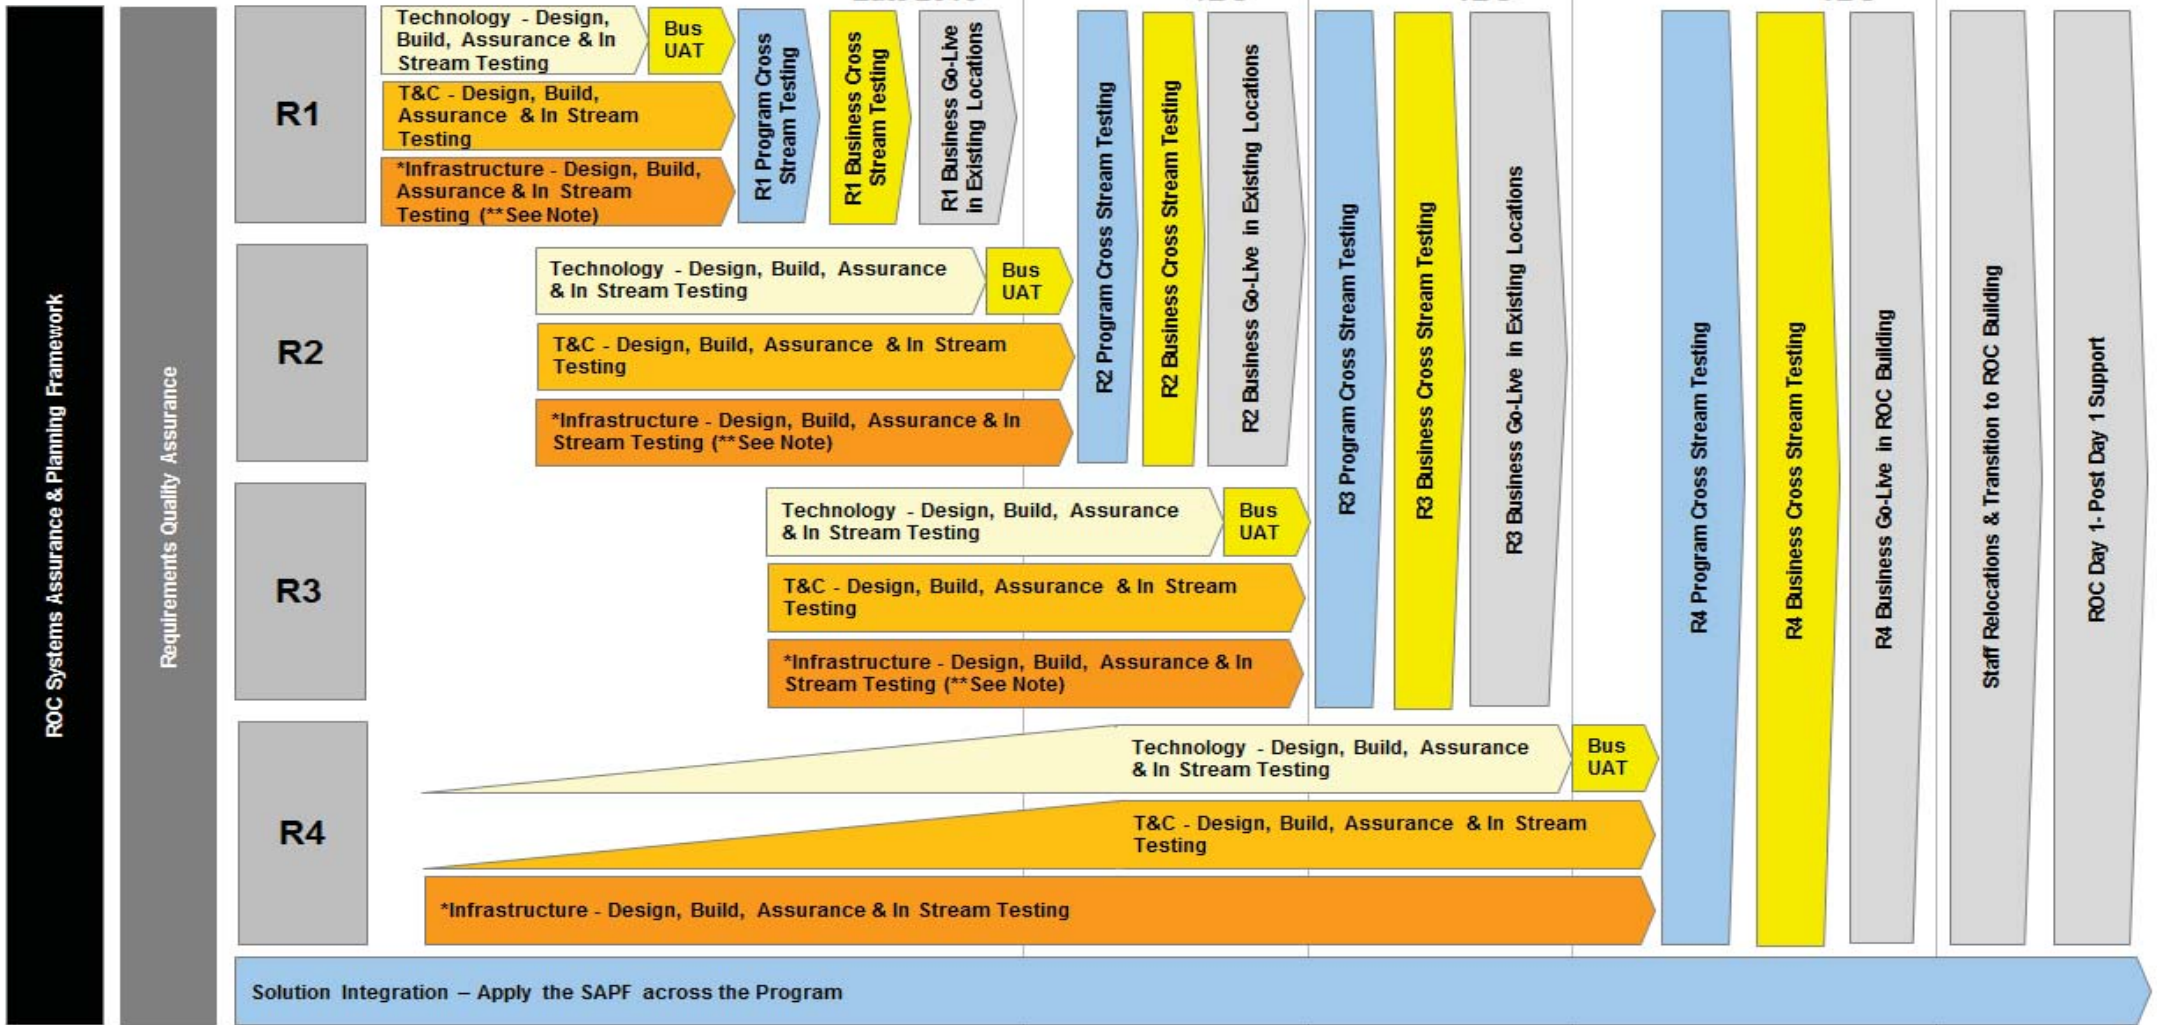 ROC Systems Assurance & Planning Framework
Requirements Quality Assurance
R1
Technology - Design,
Build, Assurance & In
Stream Testing
Bus
UAT
T&C - Design, Build,
Assurance & In Stream
Testing
*Infrastructure - Design, Build,
Assurance & In Stream
Testing (**See Note)
R1 Program Cross
Stream Testing
R1 Business Cross
Stream Testing
R1 Business Go-Live
in Existing Locations
R2
Technology - Design, Build, Assurance
& In Stream Testing
Bus
UAT
T&C - Design, Build, Assurance & In Stream
Testing
*Infrastructure - Design, Build, Assurance & In
Stream Testing (**See Note)
R2 Program Cross Stream Testing
R2 Business Cross Stream Testing
R2 Business Go-Live in Existing Locations
R3
Technology - Design, Build, Assurance
& In Stream Testing
Bus
UAT
T&C - Design, Build, Assurance & In Stream
Testing
*Infrastructure - Design, Build, Assurance & In
Stream Testing (**See Note)
R3 Program Cross Stream Testing
R3 Business Cross Stream Testing
R3 Business Go-Live in Existing Locations
R4
Technology - Design, Build, Assurance
& In Stream Testing
Bus
UAT
T&C - Design, Build, Assurance & In Stream
Testing
*Infrastructure - Design, Build, Assurance & In Stream Testing
R4 Program Cross Stream Testing
R4 Business Cross Stream Testing
R4 Business Go-Live in ROC Building
Staff Relocations & Transition to ROC Building
ROC Day 1- Post Day 1 Support
Solution Integration – Apply the SAPF across the Program